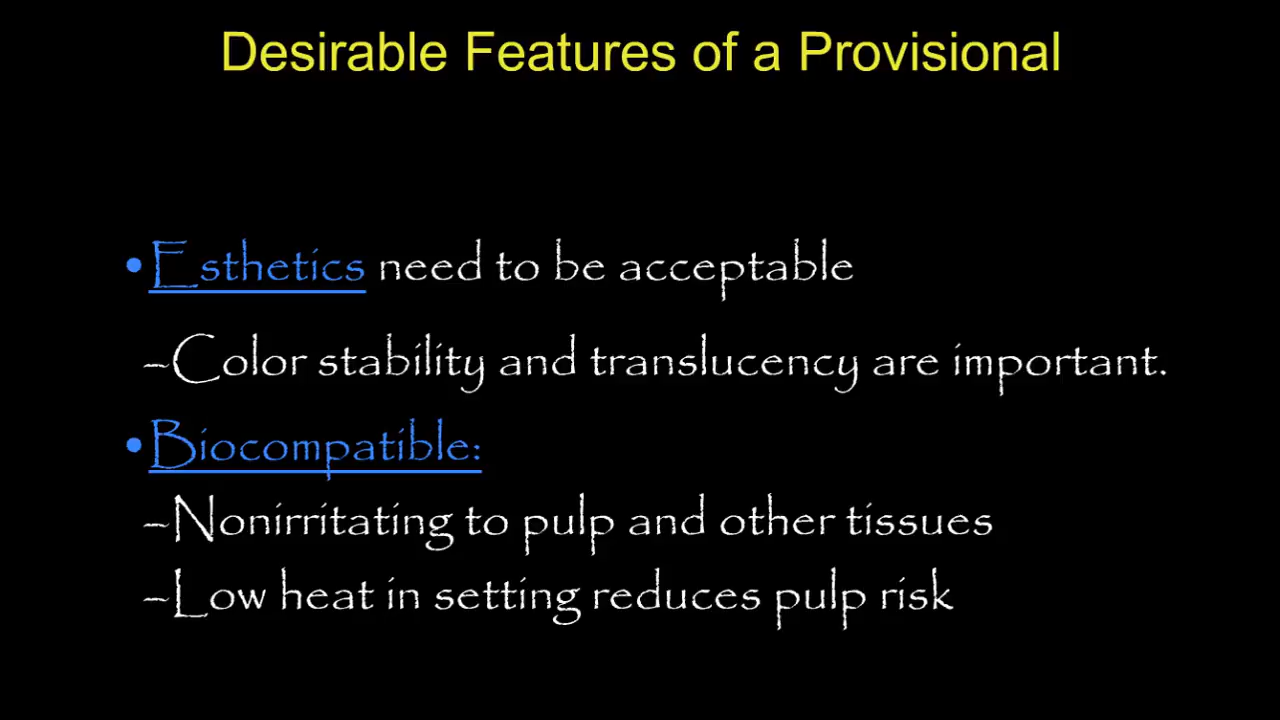 Desirable Features of a Provisional
•Esthetics need to be acceptable
–Color stability and translucency are important.
•Biocompatible:
–Nonirritating to pulp and other tissues
–Low heat in setting reduces pulp risk